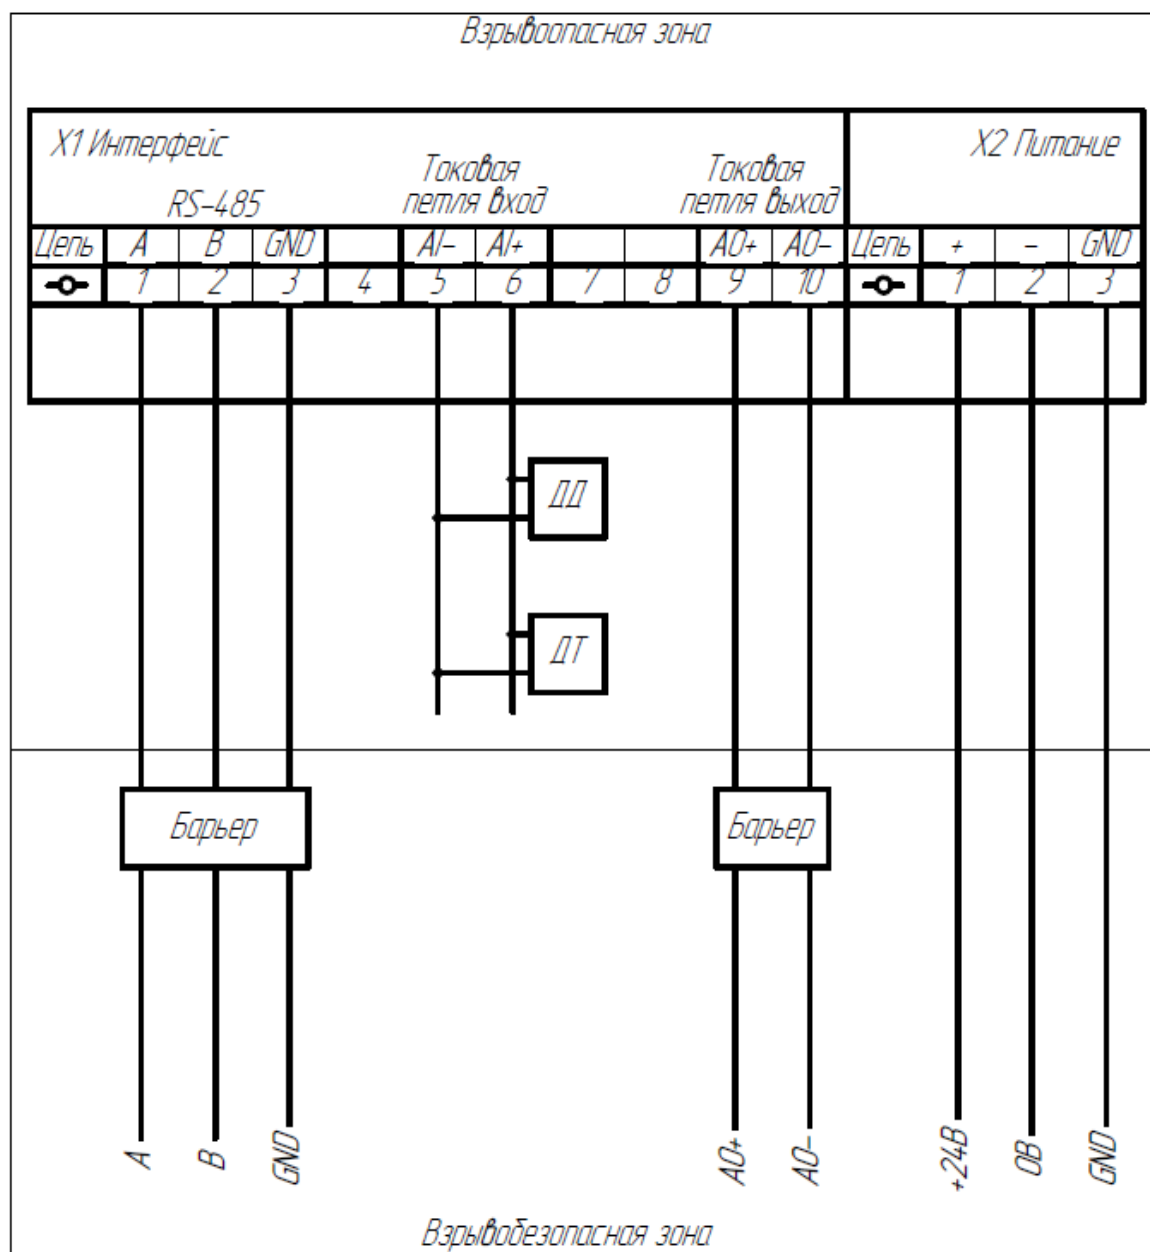 Взрывоопасная зона
X1 Интерфейс
X2 Питание
Токовая
петля вход
Токовая
петля выход
RS-485
Цепь A B GND AI- AI+ AO+ AO- Цепь + - GND
1 2 3 4 5 6 7 8 9 10 1 2 3
ДД
ДТ
Барьер Барьер
A B GND AO+ AO- +24В 0В GND
Взрывобезопасная зона